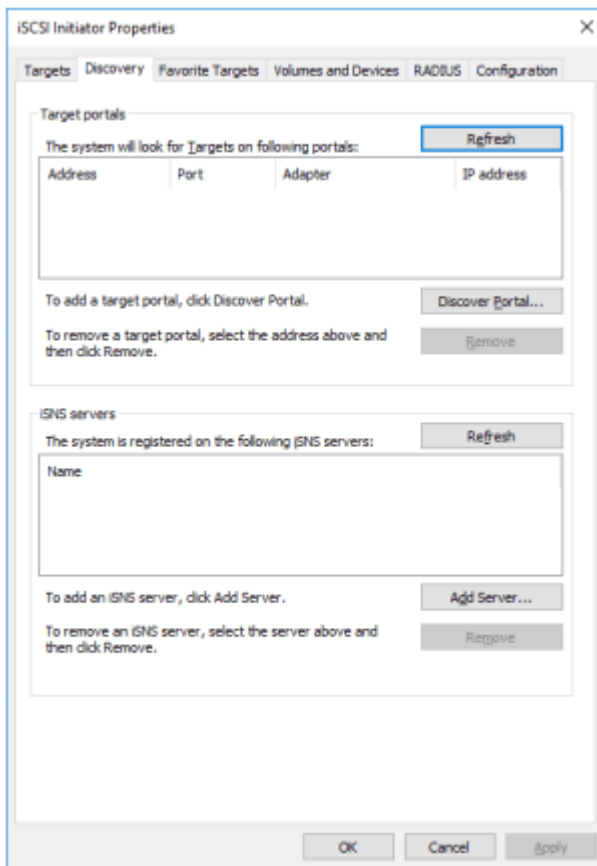 iSCSI Initiator Properties
Targets Discovery Favorite Targets Volumes and Devices RADIUS Configuration
Target portals
The system will look for Targets on following portals:
Refresh
Address Port Adapter IP address
To add a target portal, click Discover Portal.
Discover Portal...
To remove a target portal, select the address above and
then click Remove.
Remove
iSNS servers
The system is registered on the following iSNS servers:
Refresh
Name
To add an iSNS server, click Add Server.
Add Server...
To remove an iSNS server, select the server above and
then click Remove.
Remove
OK Cancel Apply